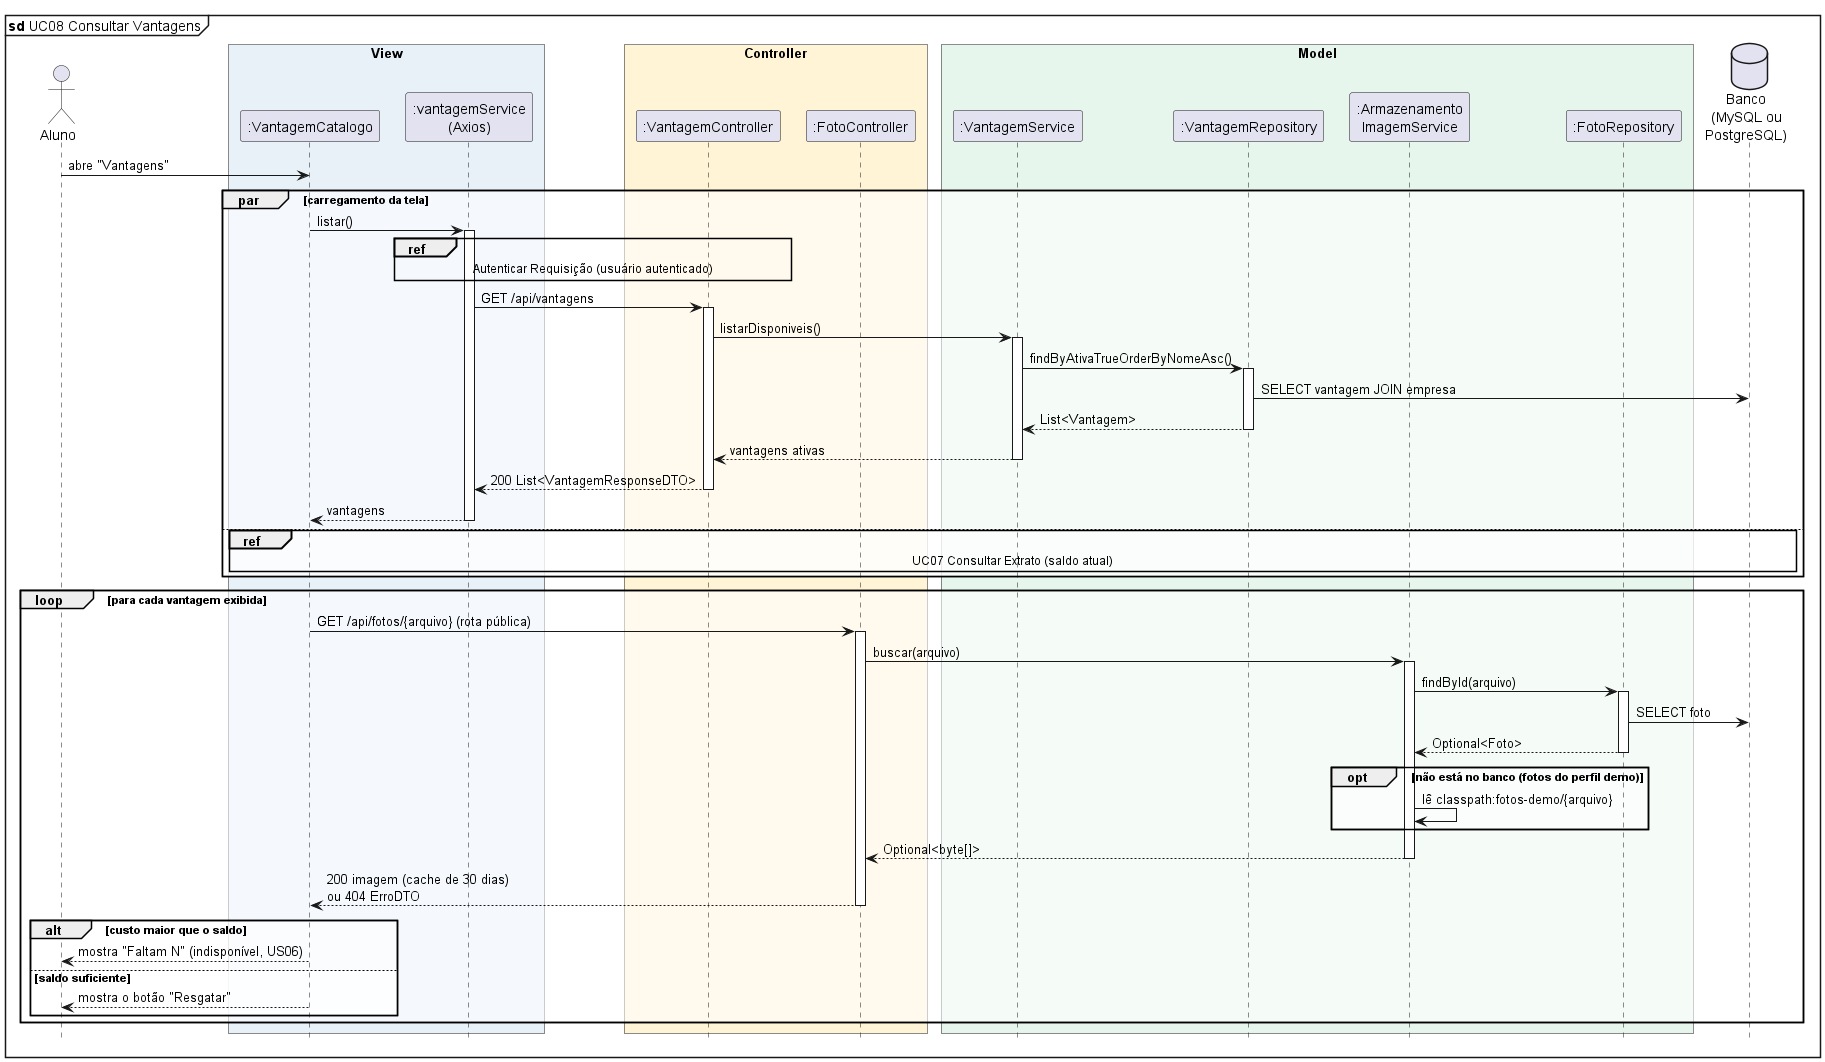 sd UC08 Consultar Vantagens
View
Controller
Model
Aluno
:VantagemCatalogo
:vantagemService
(Axios)
:VantagemController
:FotoController
:VantagemService
:VantagemRepository
:Armazenamento
ImagemService
:FotoRepository
Banco
(MySQL ou
PostgreSQL)
abre "Vantagens"
par
[carregamento da tela]
listar()
ref
Autenticar Requisição (usuário autenticado)
GET /api/vantagens
listarDisponiveis()
findByAtivaTrueOrderByNomeAsc()
SELECT vantagem JOIN empresa
List<Vantagem>
vantagens ativas
200 List<VantagemResponseDTO>
vantagens
ref
UC07 Consultar Extrato (saldo atual)
loop
[para cada vantagem exibida]
GET /api/fotos/{arquivo} (rota pública)
buscar(arquivo)
findById(arquivo)
SELECT foto
Optional<Foto>
opt
[não está no banco (fotos do perfil demo)]
lê classpath:fotos-demo/{arquivo}
Optional<byte[]>
200 imagem (cache de 30 dias)
ou 404 ErroDTO
alt
[custo maior que o saldo]
mostra "Faltam N" (indisponível, US06)
[saldo suficiente]
mostra o botão "Resgatar"